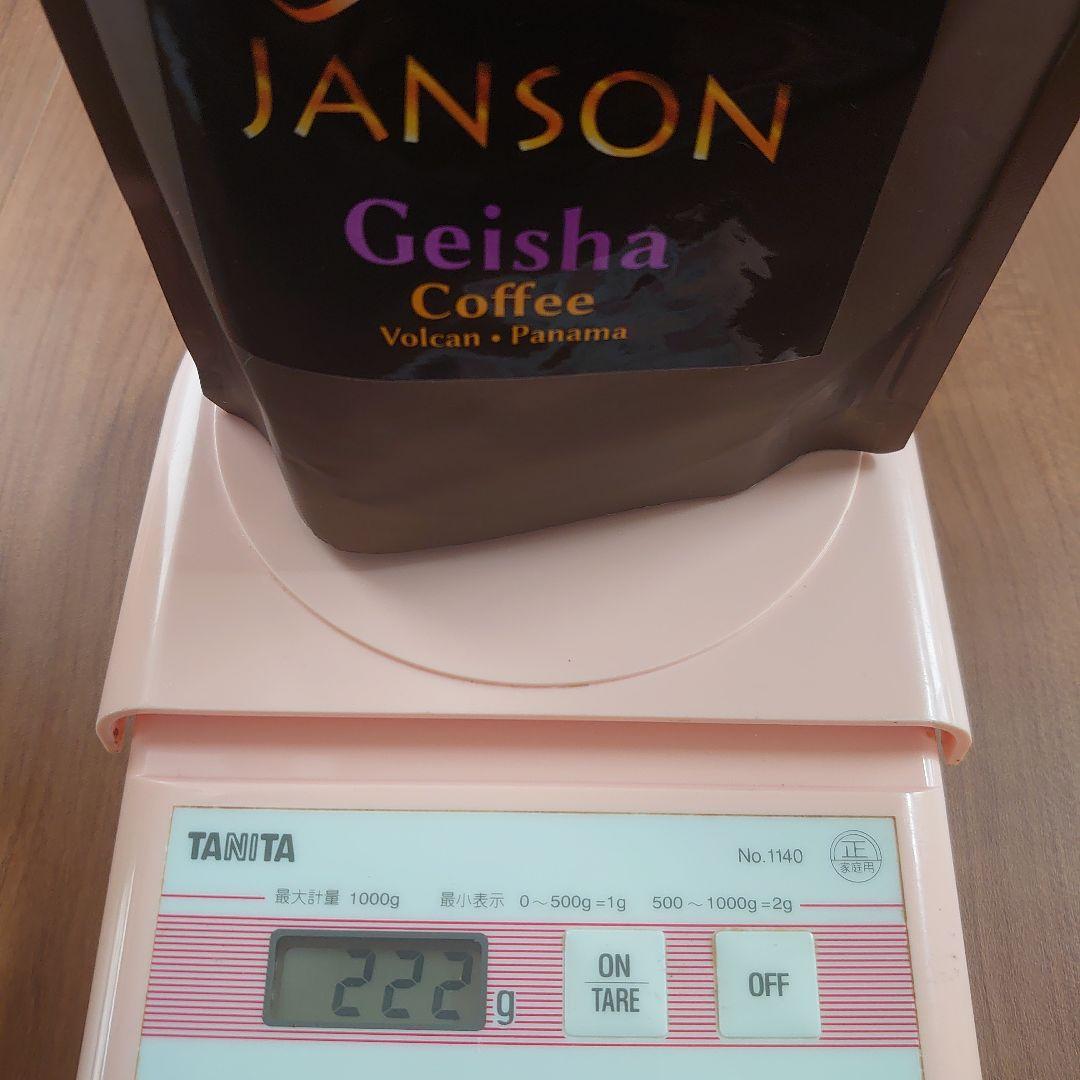 JANSON
Geisha
Coffee
Volcan • Panama
TANITA
No.1140
正
家庭用
最大計量 1000g
最小表示 0～500g=1g 500～1000g=2g
222 g
ON
TARE
OFF